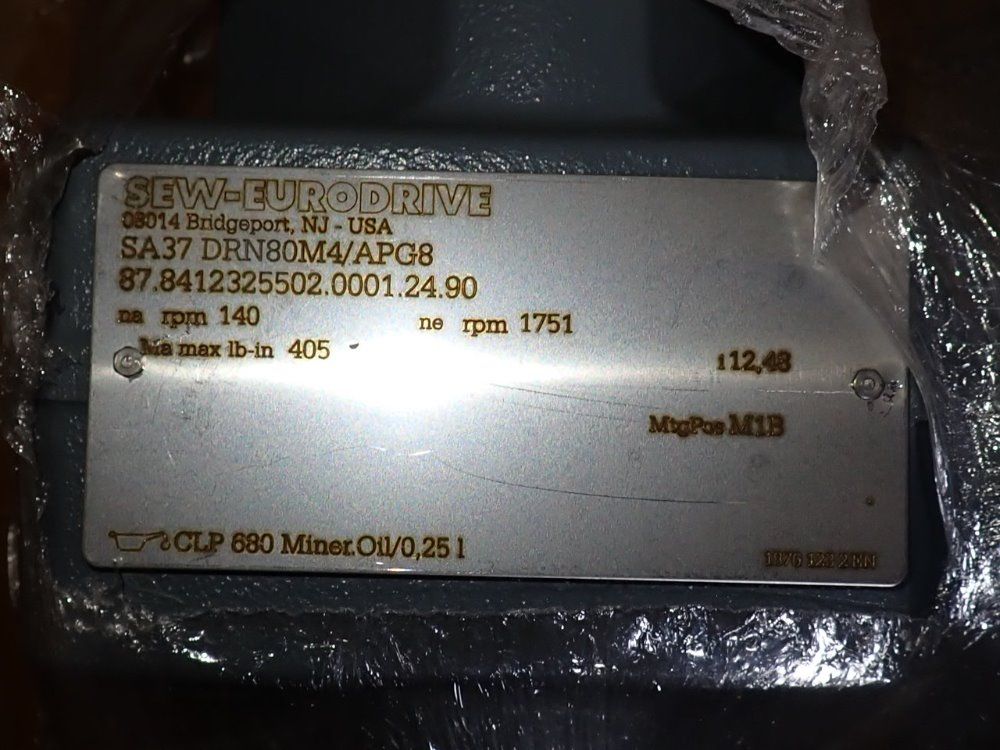 SEW-EURODRIVE
08014 Bridgeport, NJ - USA
SA37 DRN80M4/APG8
87.8412325502.0001.24.90
na rpm 140 ne rpm 1751
Ma max lb-in 405
i 12,48
MtgPos M1B
CLP 680 Miner.Oil/0,25 l